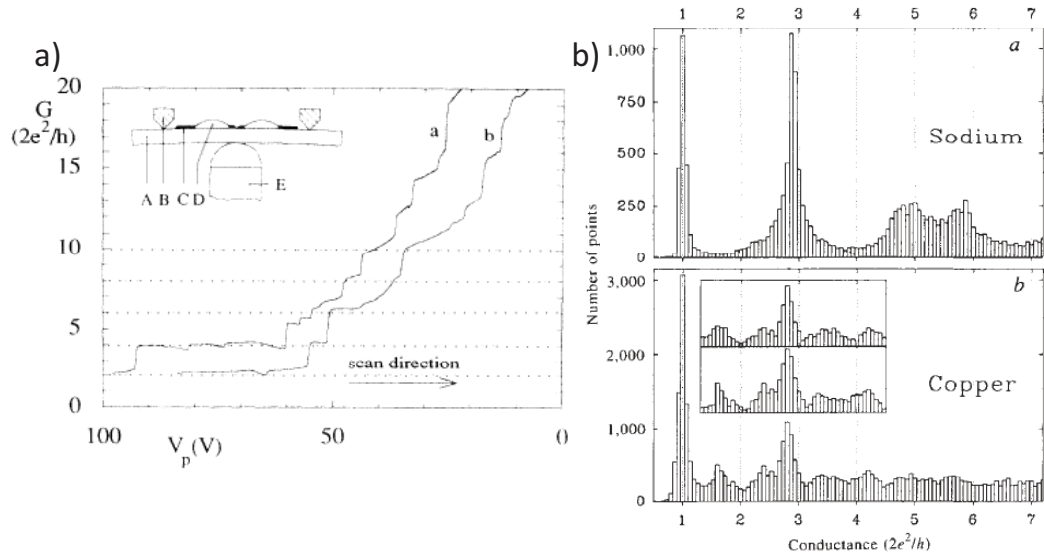 a)
20
G
(2e²/h)
15
10
5
0
a
b
A B C D
E
scan direction
100
50
0
V_p(V)
b)
1 2 3 4 5 6 7
a
1,000
750
Sodium
500
250
0
Number of points
b
3,000
2,000
Copper
1,000
0
1 2 3 4 5 6 7
Conductance (2e²/h)